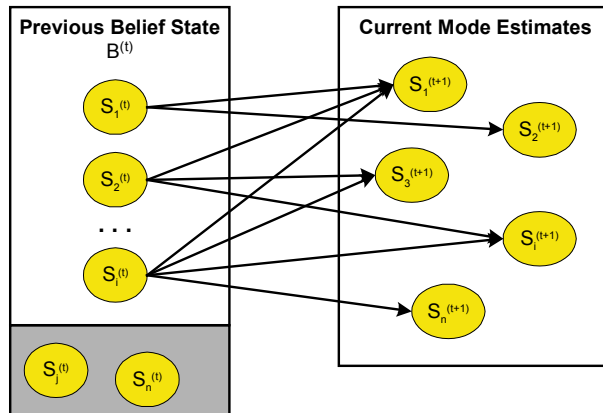 Previous Belief State
B(t)
Current Mode Estimates
S1(t)
S2(t)
. . .
Si(t)
Sj(t)
Sn(t)
S1(t+1)
S2(t+1)
S3(t+1)
Si(t+1)
Sn(t+1)